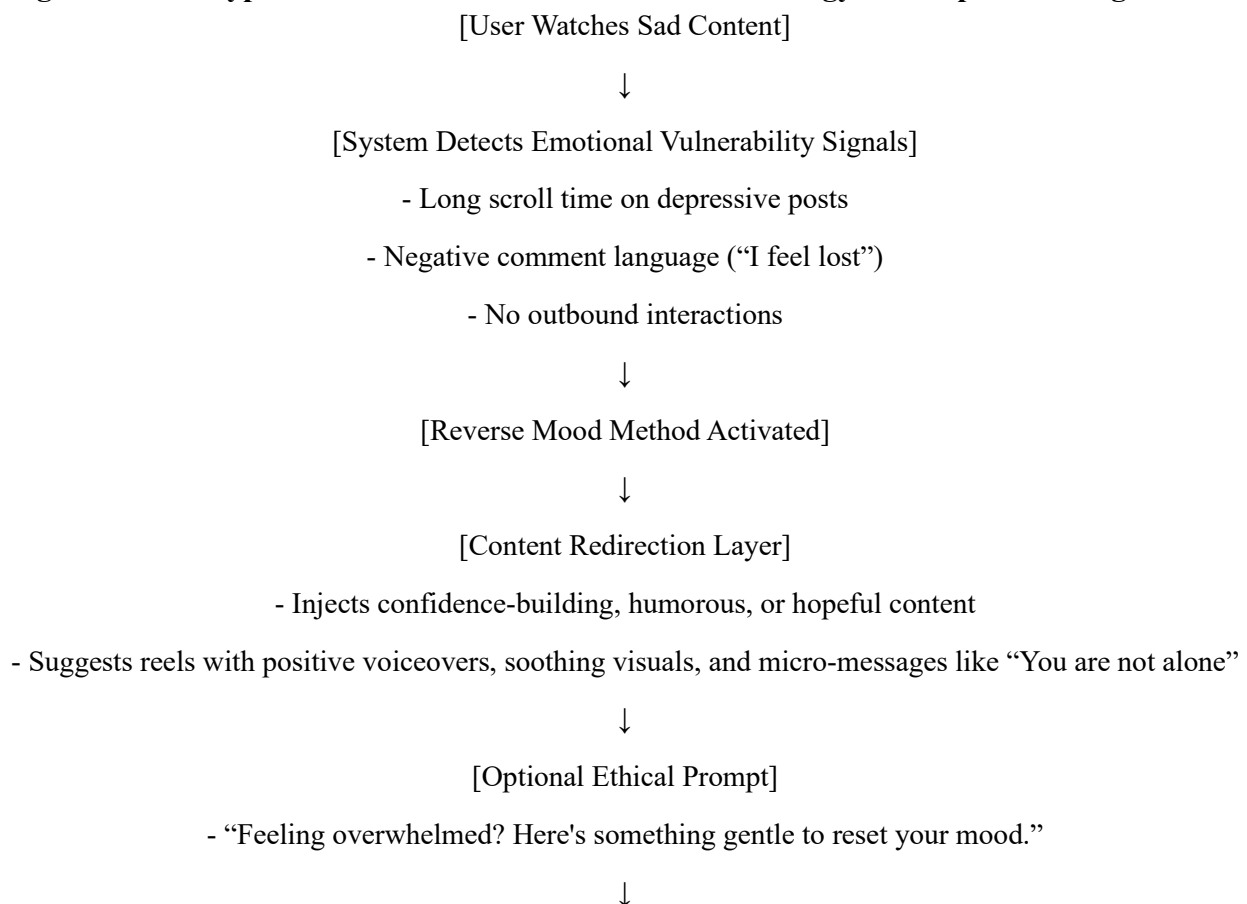 [User Watches Sad Content]
↓
[System Detects Emotional Vulnerability Signals]
- Long scroll time on depressive posts
- Negative comment language (“I feel lost”)
- No outbound interactions
↓
[Reverse Mood Method Activated]
↓
[Content Redirection Layer]
- Injects confidence-building, humorous, or hopeful content
- Suggests reels with positive voiceovers, soothing visuals, and micro-messages like “You are not alone”
↓
[Optional Ethical Prompt]
- “Feeling overwhelmed? Here's something gentle to reset your mood.”
↓